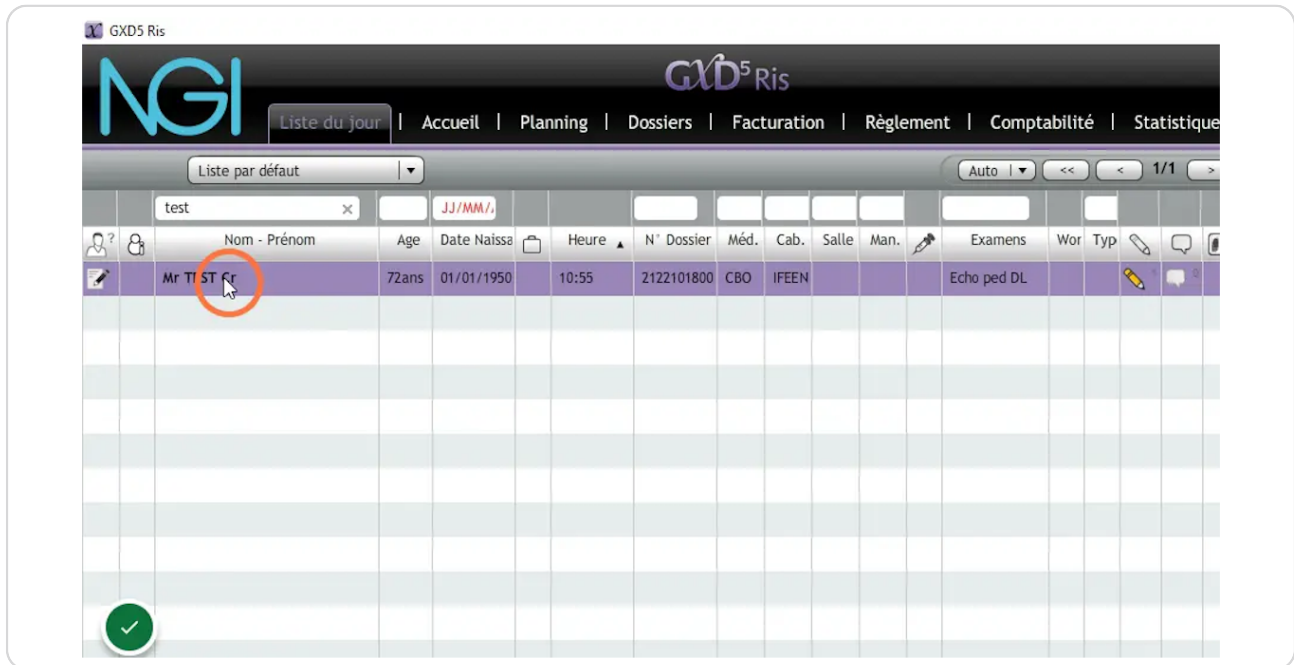 GXD5 Ris
NGI
GXD5 Ris
Liste du jour | Accueil | Planning | Dossiers | Facturation | Règlement | Comptabilité | Statistique
Liste par défaut Auto << < 1/1 >
test JJ/MM/
? Nom - Prénom Age Date Naissa Heure N° Dossier Méd. Cab. Salle Man. Examens Wor Typ
Mr TEST Gr 72ans 01/01/1950 10:55 2122101800 CBO IFEEN Echo ped DL